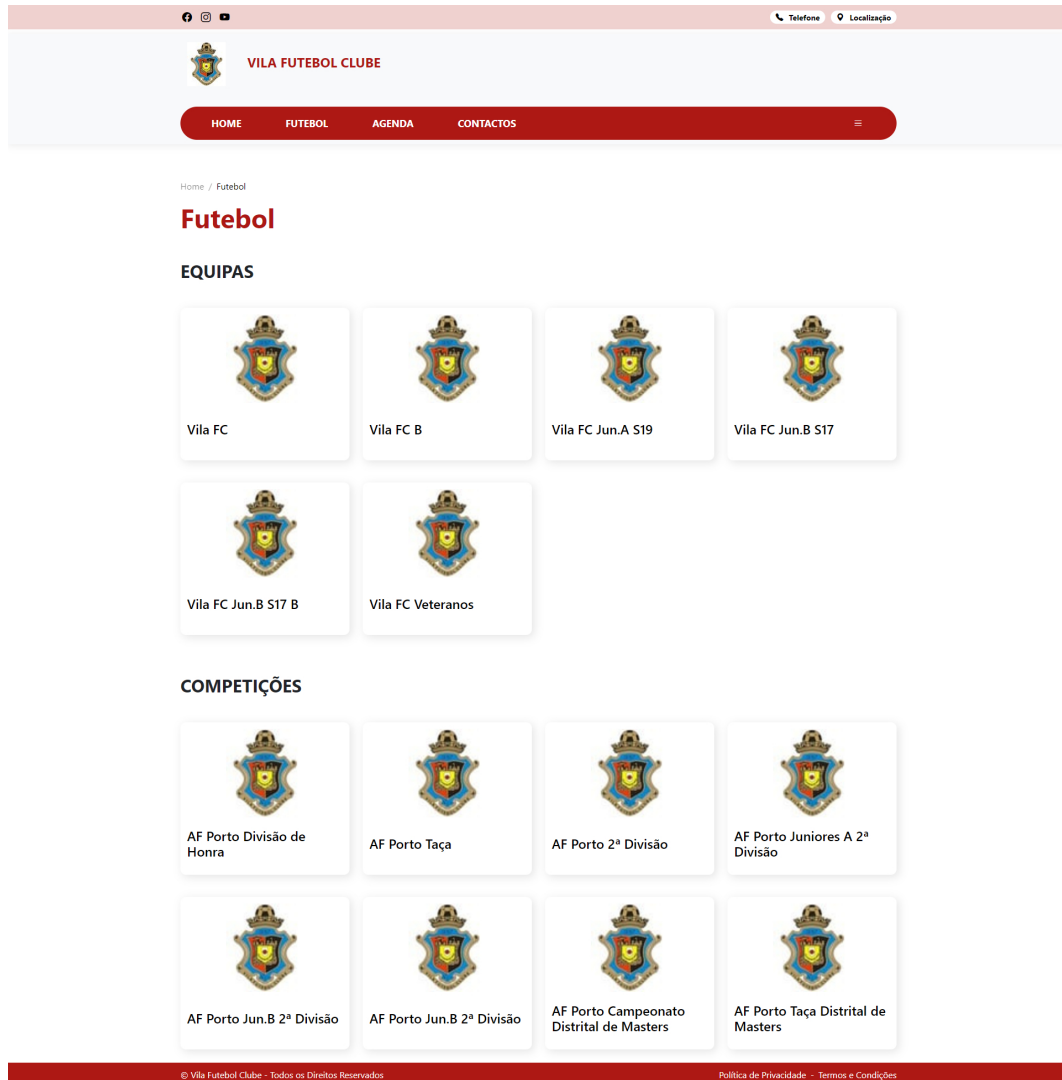 Telefone
Localização
VILA FUTEBOL CLUBE
HOME
FUTEBOL
AGENDA
CONTACTOS
Home / Futebol
Futebol
EQUIPAS
Vila FC
Vila FC B
Vila FC Jun.A S19
Vila FC Jun.B S17
Vila FC Jun.B S17 B
Vila FC Veteranos
COMPETIÇÕES
AF Porto Divisão de
Honra
AF Porto Taça
AF Porto 2ª Divisão
AF Porto Juniores A 2ª
Divisão
AF Porto Jun.B 2ª Divisão
AF Porto Jun.B 2ª Divisão
AF Porto Campeonato
Distrital de Masters
AF Porto Taça Distrital de
Masters
© Vila Futebol Clube - Todos os Direitos Reservados
Política de Privacidade - Termos e Condições